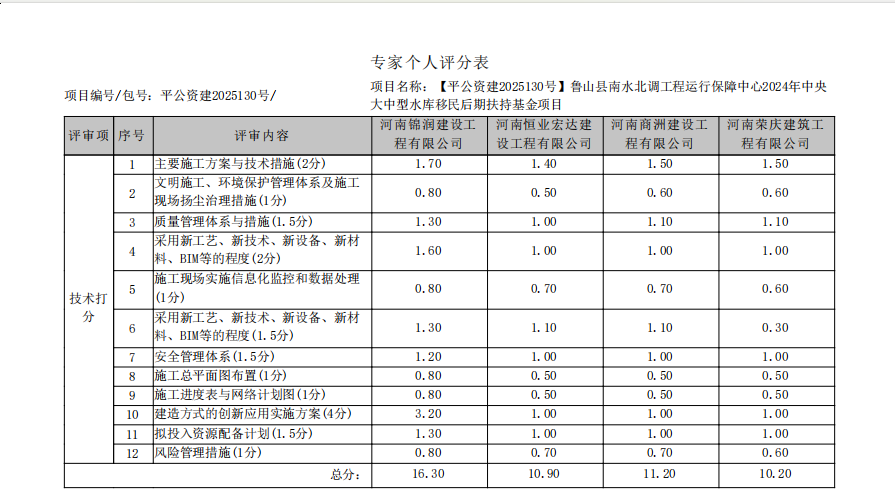 专家个人评分表
项目编号/包号：平公资建2025130号/
项目名称：【平公资建2025130号】鲁山县南水北调工程运行保障中心2024年中央
大中型水库移民后期扶持基金项目
评审项 序号 评审内容 河南锦润建设工 河南恒业宏达建 河南商洲建设工 河南荣庆建筑工
程有限公司 设工程有限公司 程有限公司 程有限公司
1 主要施工方案与技术措施(2分) 1.70 1.40 1.50 1.50
2 文明施工、环境保护管理体系及施工 0.80 0.50 0.60 0.60
现场扬尘治理措施(1分)
3 质量管理体系与措施(1.5分) 1.30 1.00 1.10 1.10
4 采用新工艺、新技术、新设备、新材 1.60 1.00 1.00 1.00
料、BIM等的程度(2分)
技术打
分
5 施工现场实施信息化监控和数据处理 0.80 0.70 0.70 0.60
(1分)
6 采用新工艺、新技术、新设备、新材 1.30 1.10 1.10 0.30
料、BIM等的程度(1.5分)
7 安全管理体系(1.5分) 1.20 1.00 1.00 1.00
8 施工总平面图布置(1分) 0.80 0.50 0.50 0.50
9 施工进度表与网络计划图(1分) 0.80 0.50 0.50 0.50
10 建造方式的创新应用实施方案(4分) 3.20 1.00 1.00 1.00
11 拟投入资源配备计划(1.5分) 1.30 1.00 1.00 1.00
12 风险管理措施(1分) 0.80 0.70 0.70 0.60
总分： 16.30 10.90 11.20 10.20